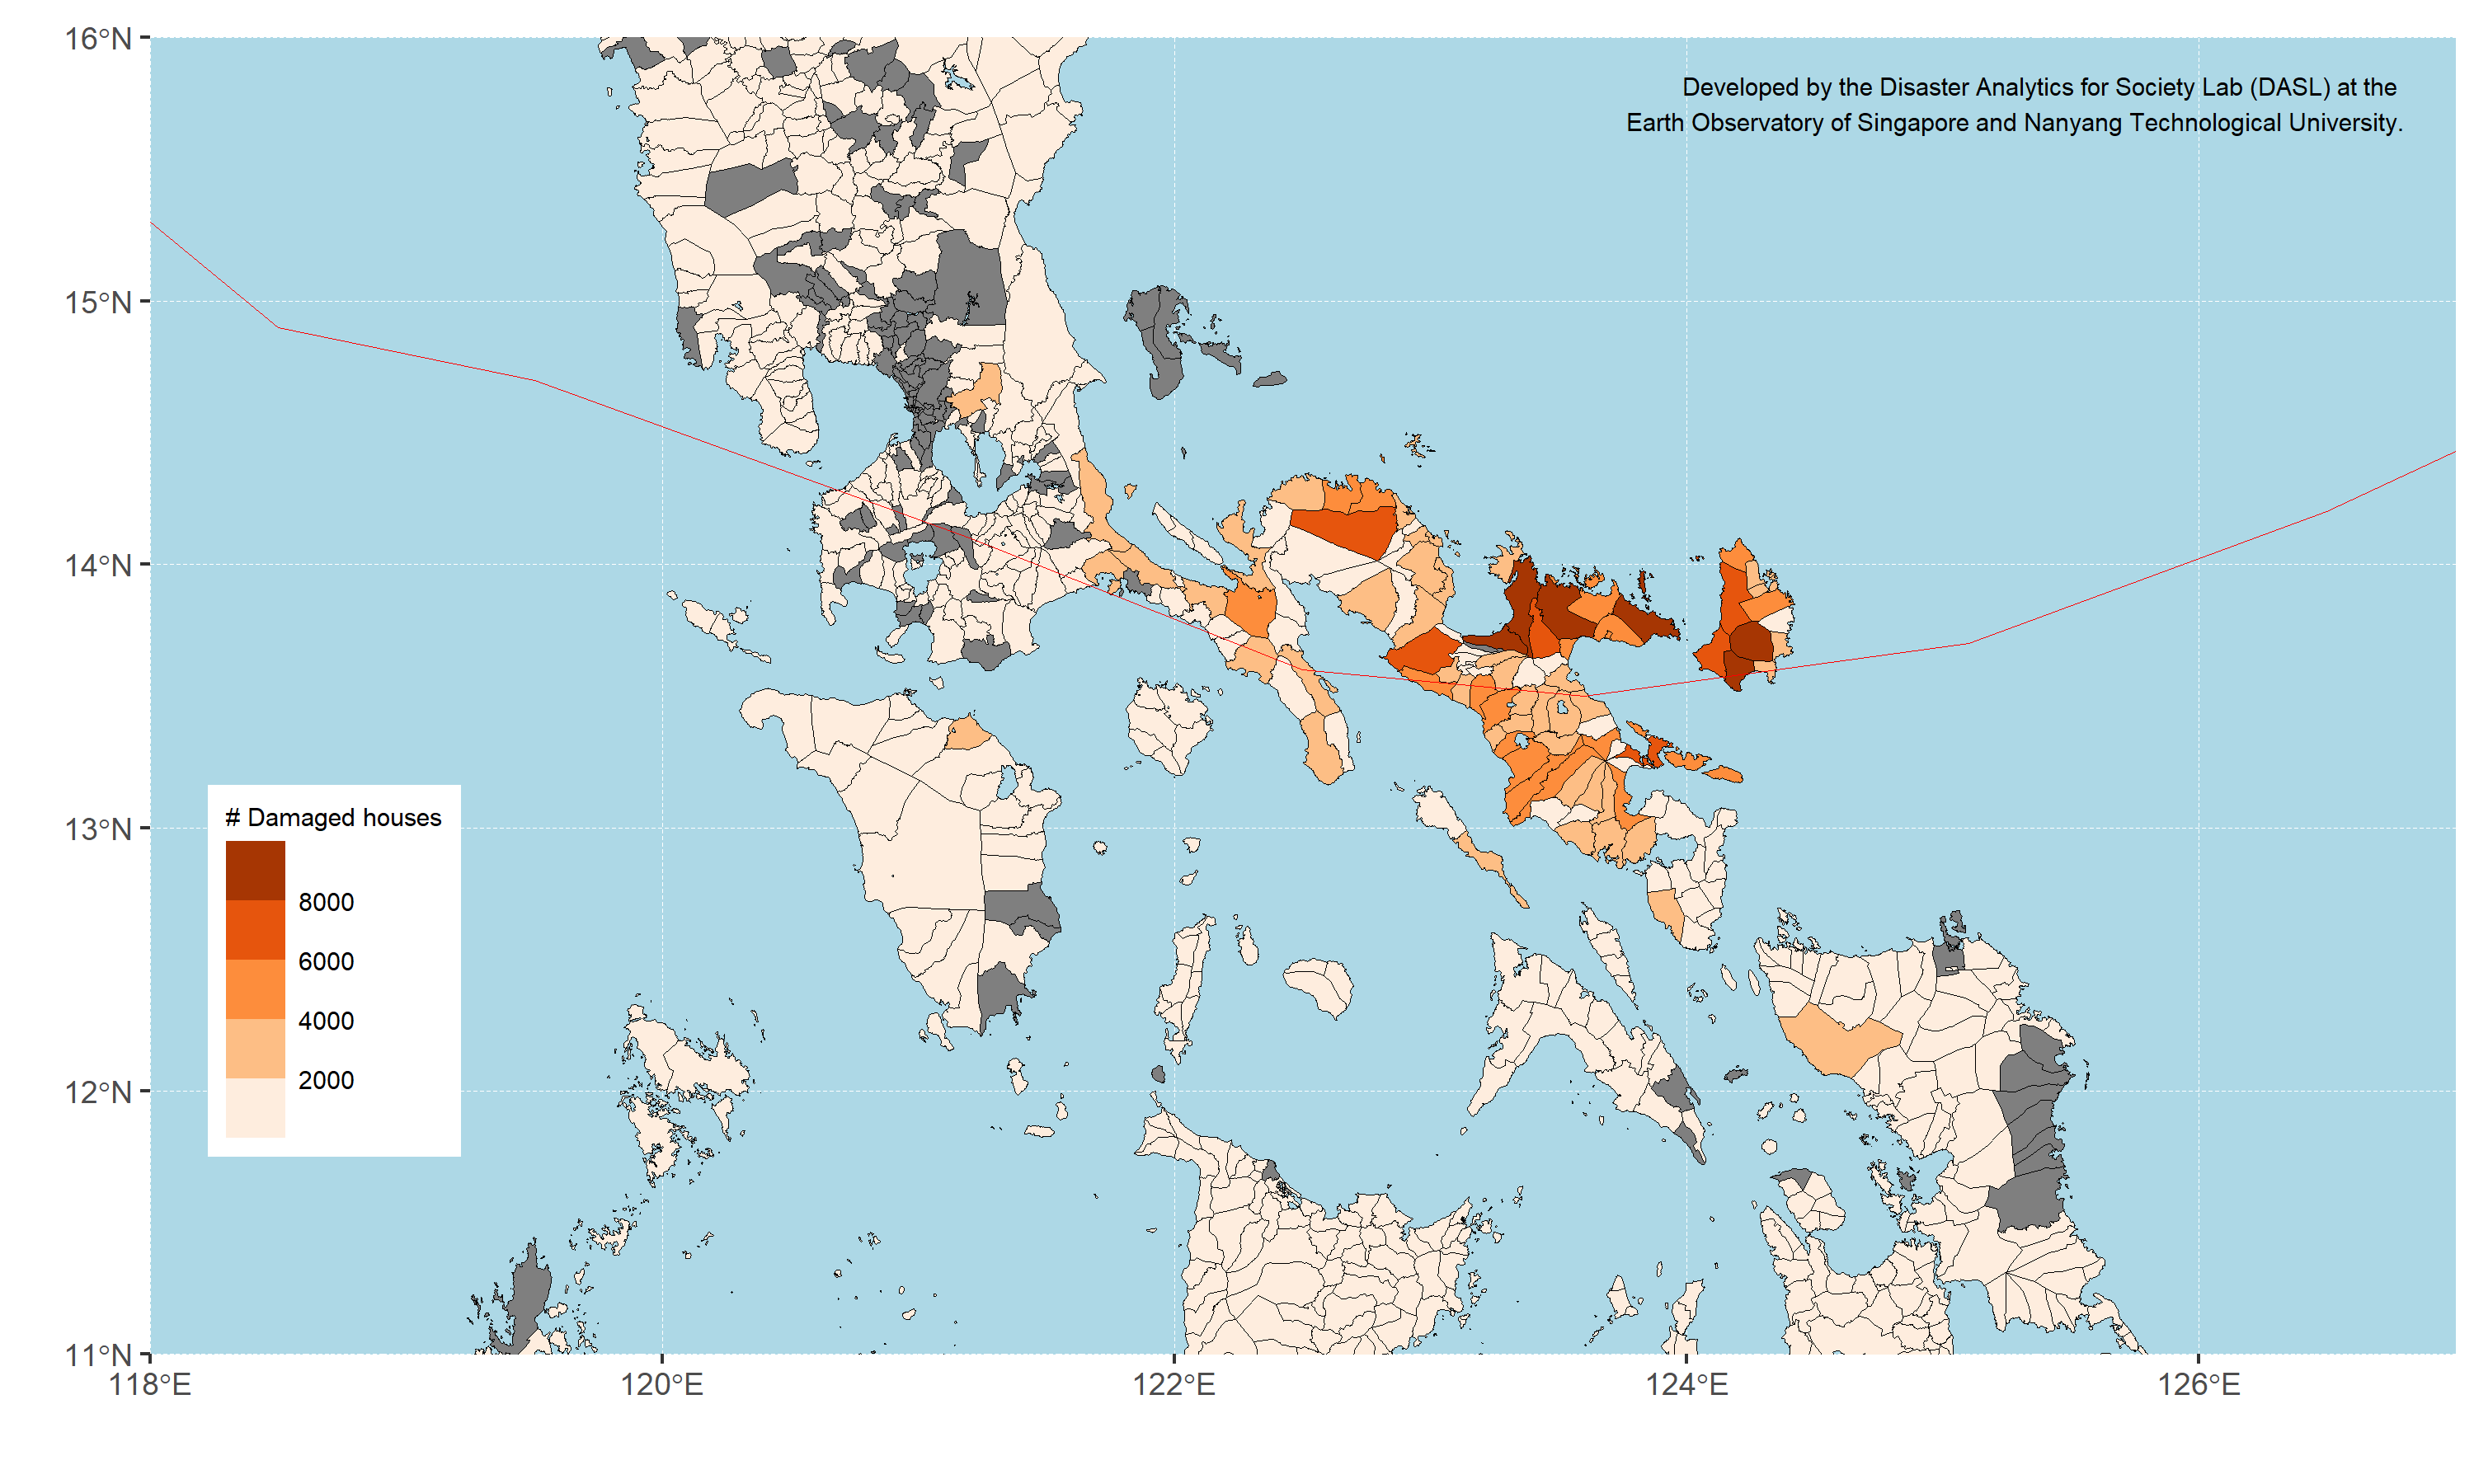 16°N
Developed by the Disaster Analytics for Society Lab (DASL) at the
Earth Observatory of Singapore and Nanyang Technological University.
15°N
14°N
13°N
# Damaged houses
8000
6000
4000
2000
12°N
11°N
118°E 120°E 122°E 124°E 126°E